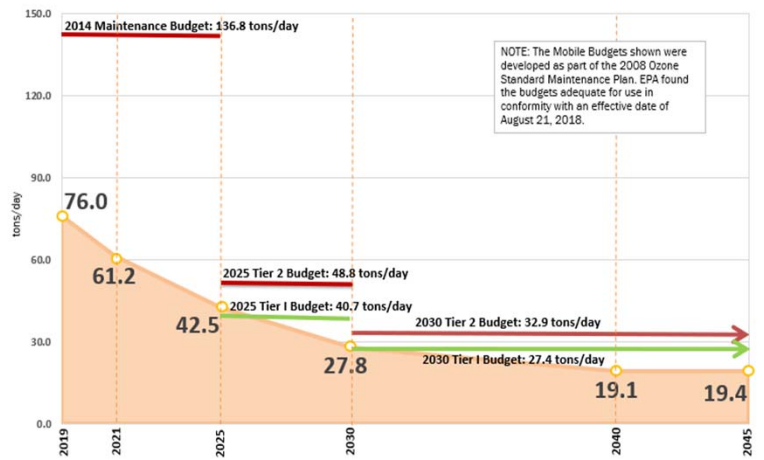 150.0
2014 Maintenance Budget: 136.8 tons/day
NOTE: The Mobile Budgets shown were
developed as part of the 2008 Ozone
Standard Maintenance Plan. EPA found
the budgets adequate for use in
conformity with an effective date of
August 21, 2018.
120.0
90.0
tons/day
76.0
60.0
61.2
2025 Tier 2 Budget: 48.8 tons/day
2025 Tier I Budget: 40.7 tons/day
42.5
2030 Tier 2 Budget: 32.9 tons/day
30.0
2030 Tier I Budget: 27.4 tons/day
27.8
19.1
19.4
0.0
2019
2021
2025
2030
2040
2045